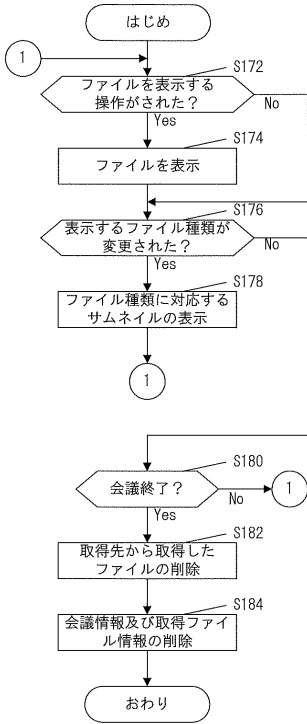 はじめ
1
S172
ファイルを表示する
操作がされた？
No
Yes
S174
ファイルを表示
S176
表示するファイル種類が
変更された？
No
Yes
S178
ファイル種類に対応する
サムネイルの表示
1
S180
会議終了？
No
1
Yes
S182
取得先から取得した
ファイルの削除
S184
会議情報及び取得ファイ
ル情報の削除
おわり